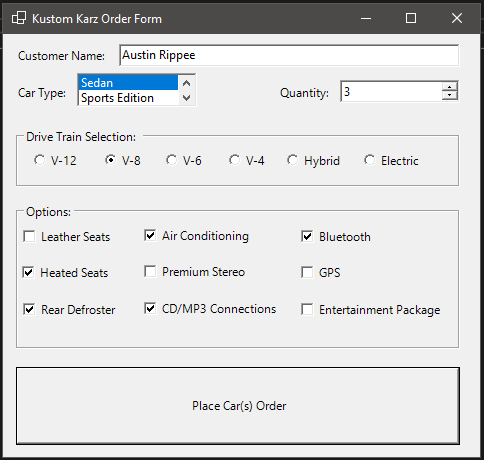 Kustom Karz Order Form
Customer Name: Austin Rippee
Car Type: Sedan
Sports Edition
Quantity: 3
Drive Train Selection:
V-12 V-8 V-6 V-4 Hybrid Electric
Options:
Leather Seats Air Conditioning Bluetooth
Heated Seats Premium Stereo GPS
Rear Defroster CD/MP3 Connections Entertainment Package
Place Car(s) Order